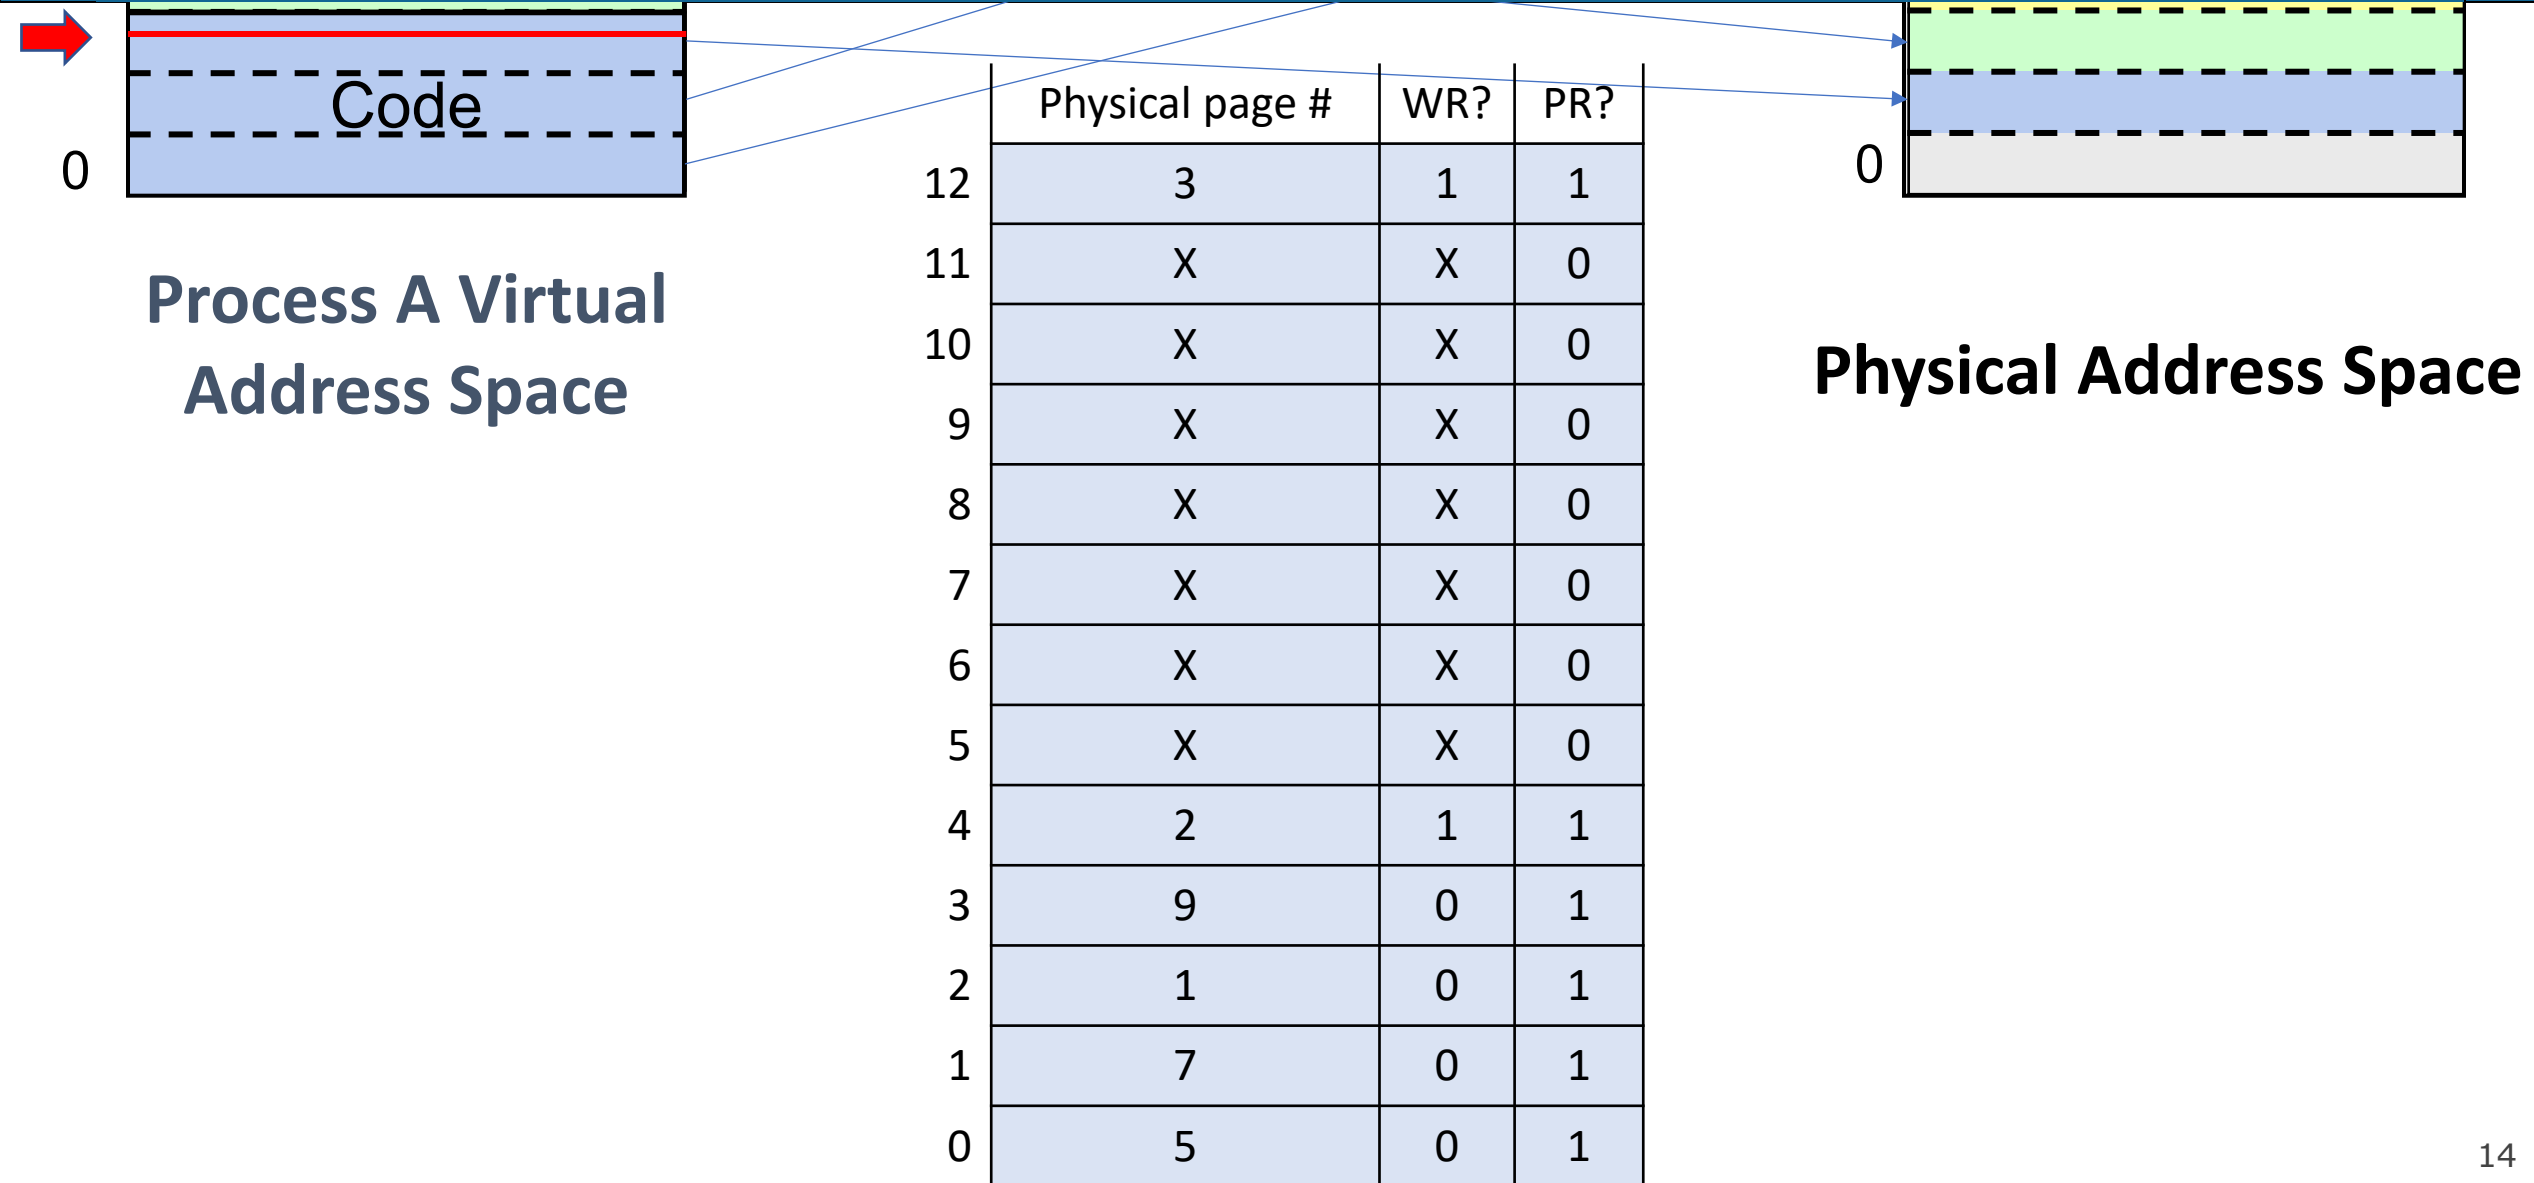 Code
0
Process A Virtual
Address Space
Physical page # WR? PR?
12 3 1 1
11 X X 0
10 X X 0
9 X X 0
8 X X 0
7 X X 0
6 X X 0
5 X X 0
4 2 1 1
3 9 0 1
2 1 0 1
1 7 0 1
0 5 0 1
0
Physical Address Space
14